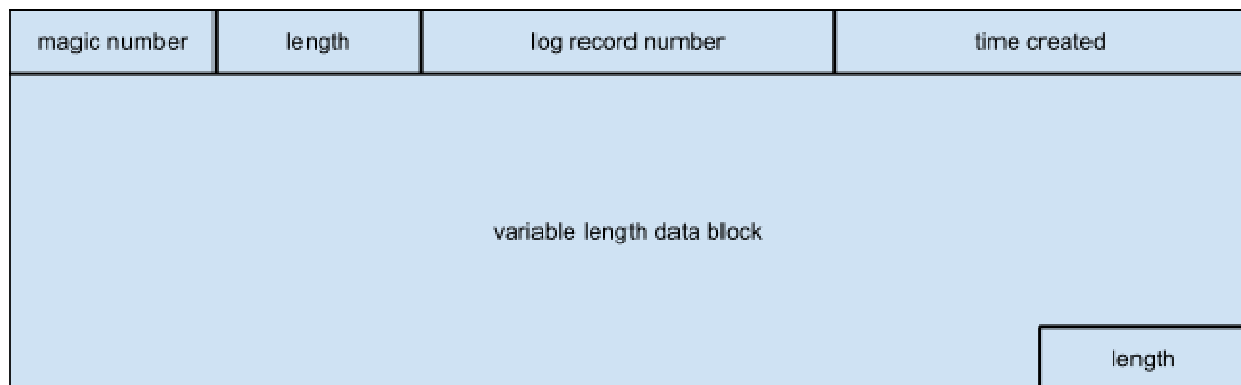 magic number length log record number time created
variable length data block
length